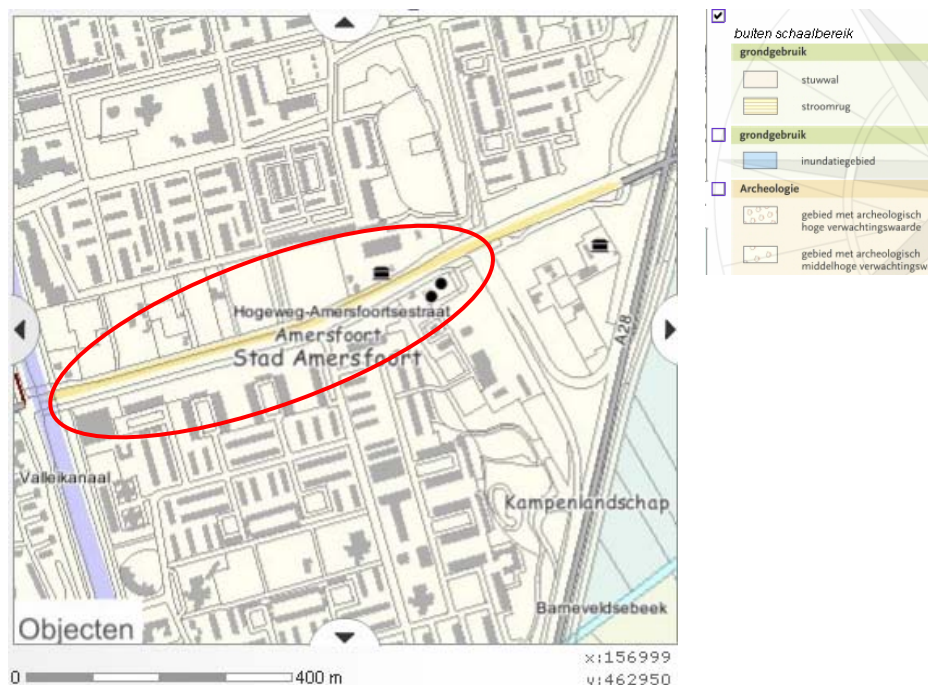 Hogeweg-Amersfoortsestraat
Amersfoort
Stad Amersfoort
A28
Valleikanaal
Kampenlandschap
Barneveldsebeek
Objecten
0 400 m
x:156999
y:462950
buiten schaalbereik
grondgebruik
stuwwal
stroomrug
grondgebruik
inundatiegebied
Archeologie
gebied met archeologisch
hoge verwachtingswaarde
gebied met archeologisch
middelhoge verwachtingsw